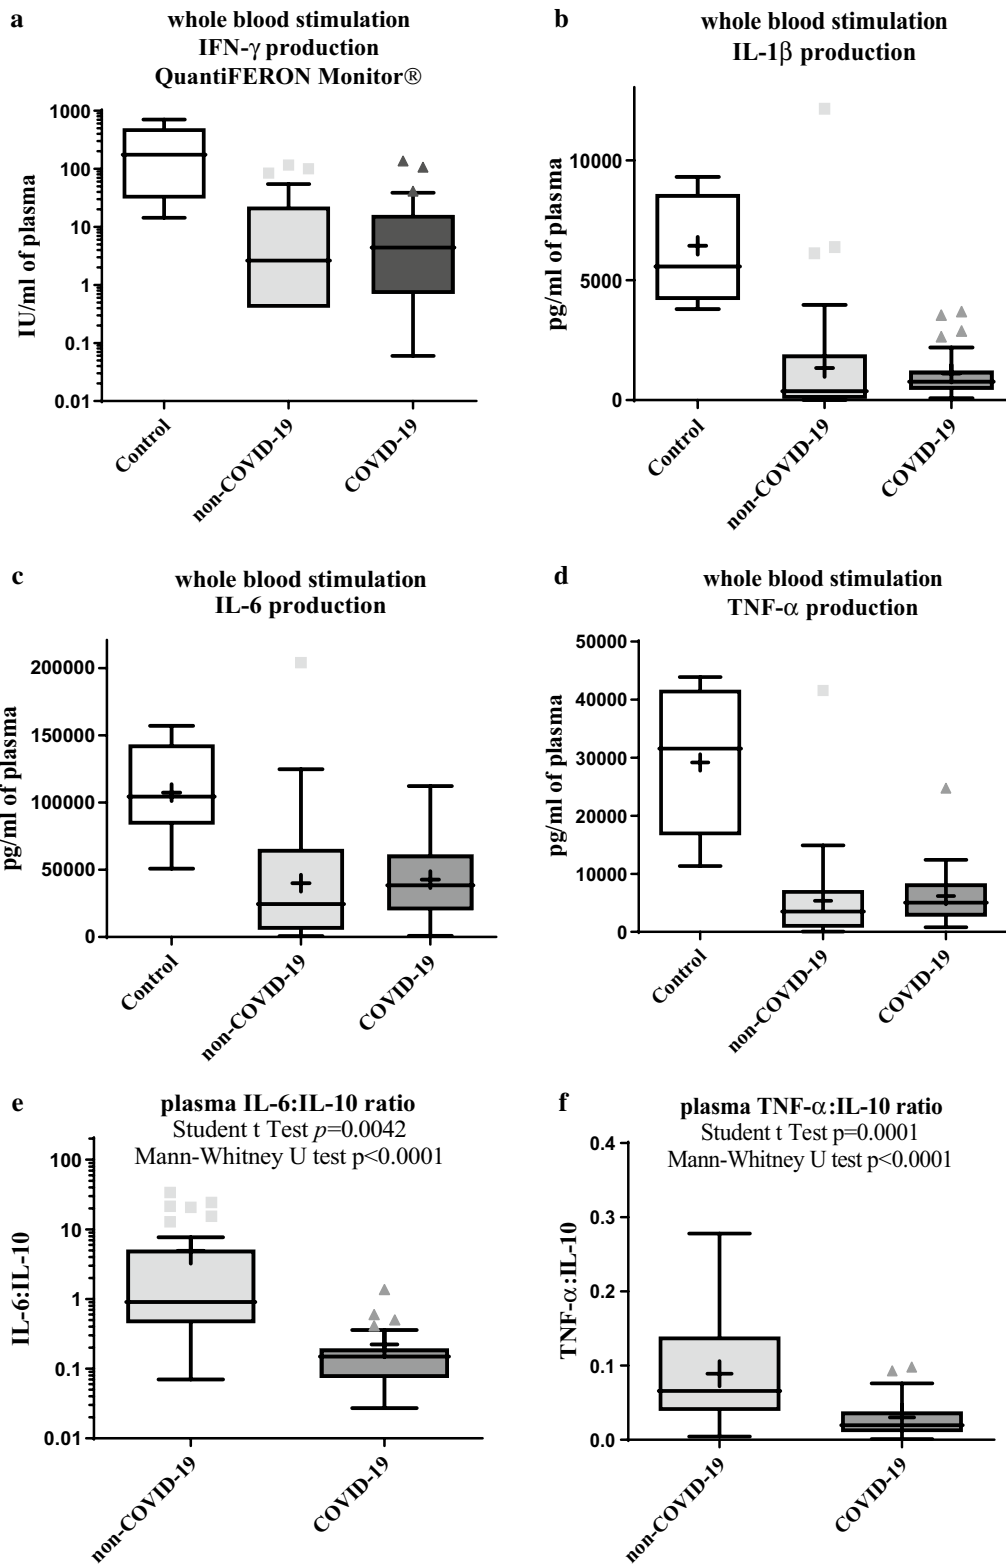 a
whole blood stimulation
IFN-γ production
QuantiFERON Monitor®
IU/ml of plasma
1000
100
10
1
0.1
0.01
Control
non-COVID-19
COVID-19
b
whole blood stimulation
IL-1β production
pg/ml of plasma
10000
5000
0
Control
non-COVID-19
COVID-19
c
whole blood stimulation
IL-6 production
pg/ml of plasma
200000
150000
100000
50000
0
Control
non-COVID-19
COVID-19
d
whole blood stimulation
TNF-α production
pg/ml of plasma
50000
40000
30000
20000
10000
0
Control
non-COVID-19
COVID-19
e
plasma IL-6:IL-10 ratio
Student t Test p=0.0042
Mann-Whitney U test p<0.0001
IL-6:IL-10
100
10
1
0.1
0.01
non-COVID-19
COVID-19
f
plasma TNF-α:IL-10 ratio
Student t Test p=0.0001
Mann-Whitney U test p<0.0001
TNF-α:IL-10
0.4
0.3
0.2
0.1
0.0
non-COVID-19
COVID-19